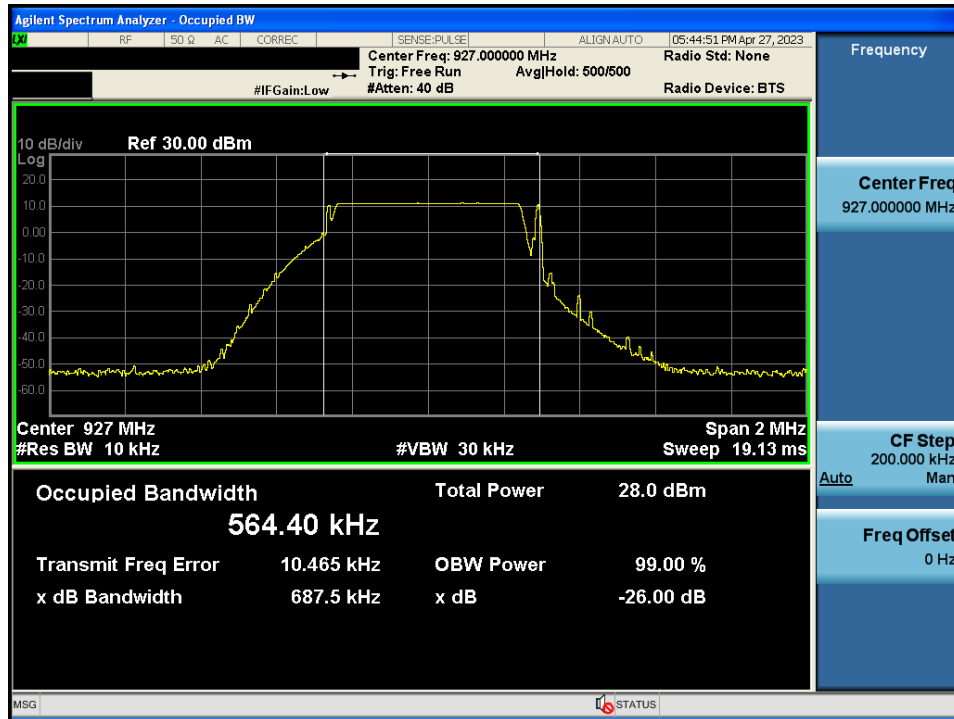 Agilent Spectrum Analyzer - Occupied BW
LXI RF 50 Ω AC CORREC SENSE:PULSE ALIGN AUTO 05:44:51 PM Apr 27, 2023
Center Freq: 927.000000 MHz Radio Std: None
Trig: Free Run Avg|Hold: 500/500
#IFGain:Low #Atten: 40 dB Radio Device: BTS
10 dB/div Ref 30.00 dBm
Log
20.0
10.0
0.00
-10.0
-20.0
-30.0
-40.0
-50.0
-60.0
Center 927 MHz Span 2 MHz
#Res BW 10 kHz #VBW 30 kHz Sweep 19.13 ms
Occupied Bandwidth Total Power 28.0 dBm
564.40 kHz
Transmit Freq Error 10.465 kHz OBW Power 99.00 %
x dB Bandwidth 687.5 kHz x dB -26.00 dB
MSG STATUS
Frequency
Center Freq
927.000000 MHz
CF Step
200.000 kHz
Auto Man
Freq Offset
0 Hz